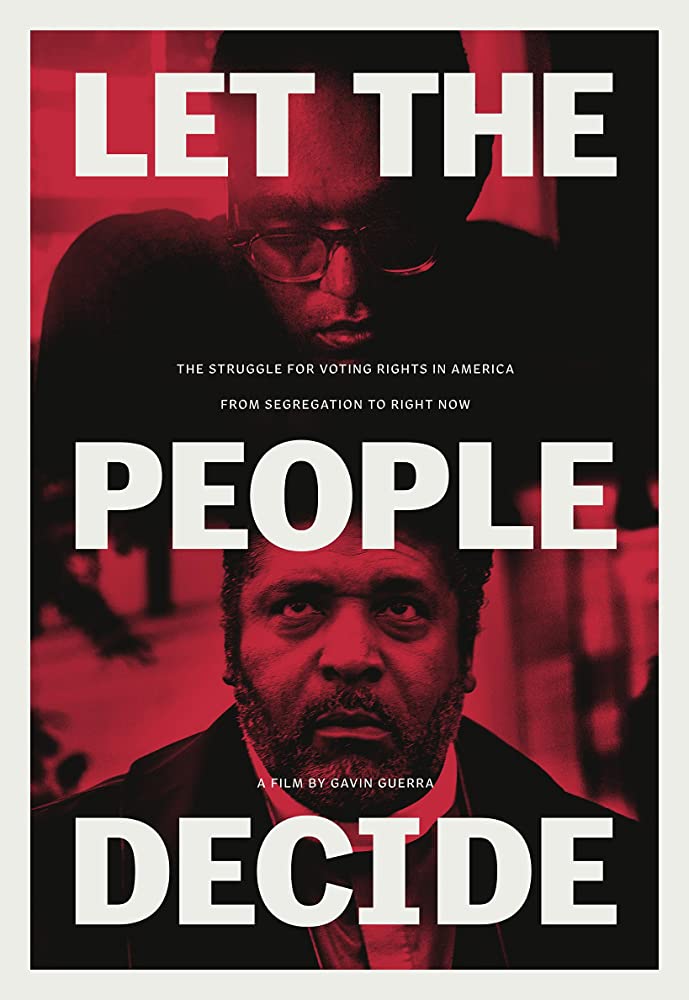 LET THE
THE STRUGGLE FOR VOTING RIGHTS IN AMERICA
FROM SEGREGATION TO RIGHT NOW
PEOPLE
A FILM BY GAVIN GUERRA
DECIDE